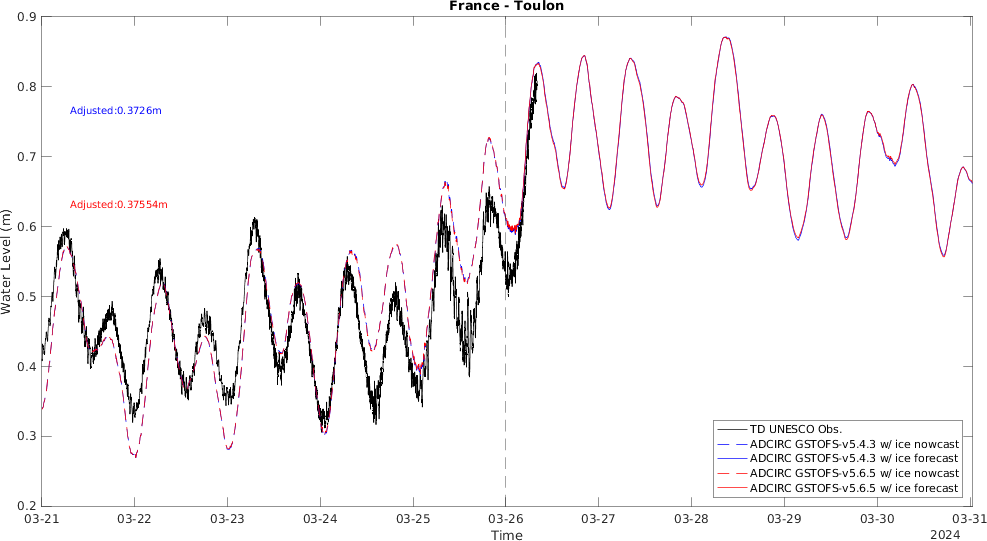 France - Toulon
Water Level (m)
0.9
0.8
0.7
0.6
0.5
0.4
0.3
0.2
Adjusted:0.3726m
Adjusted:0.37554m
TD UNESCO Obs.
ADCIRC GSTOFS-v5.4.3 w/ ice nowcast
ADCIRC GSTOFS-v5.4.3 w/ ice forecast
ADCIRC GSTOFS-v5.6.5 w/ ice nowcast
ADCIRC GSTOFS-v5.6.5 w/ ice forecast
03-21 03-22 03-23 03-24 03-25 03-26 03-27 03-28 03-29 03-30 03-31
Time
2024